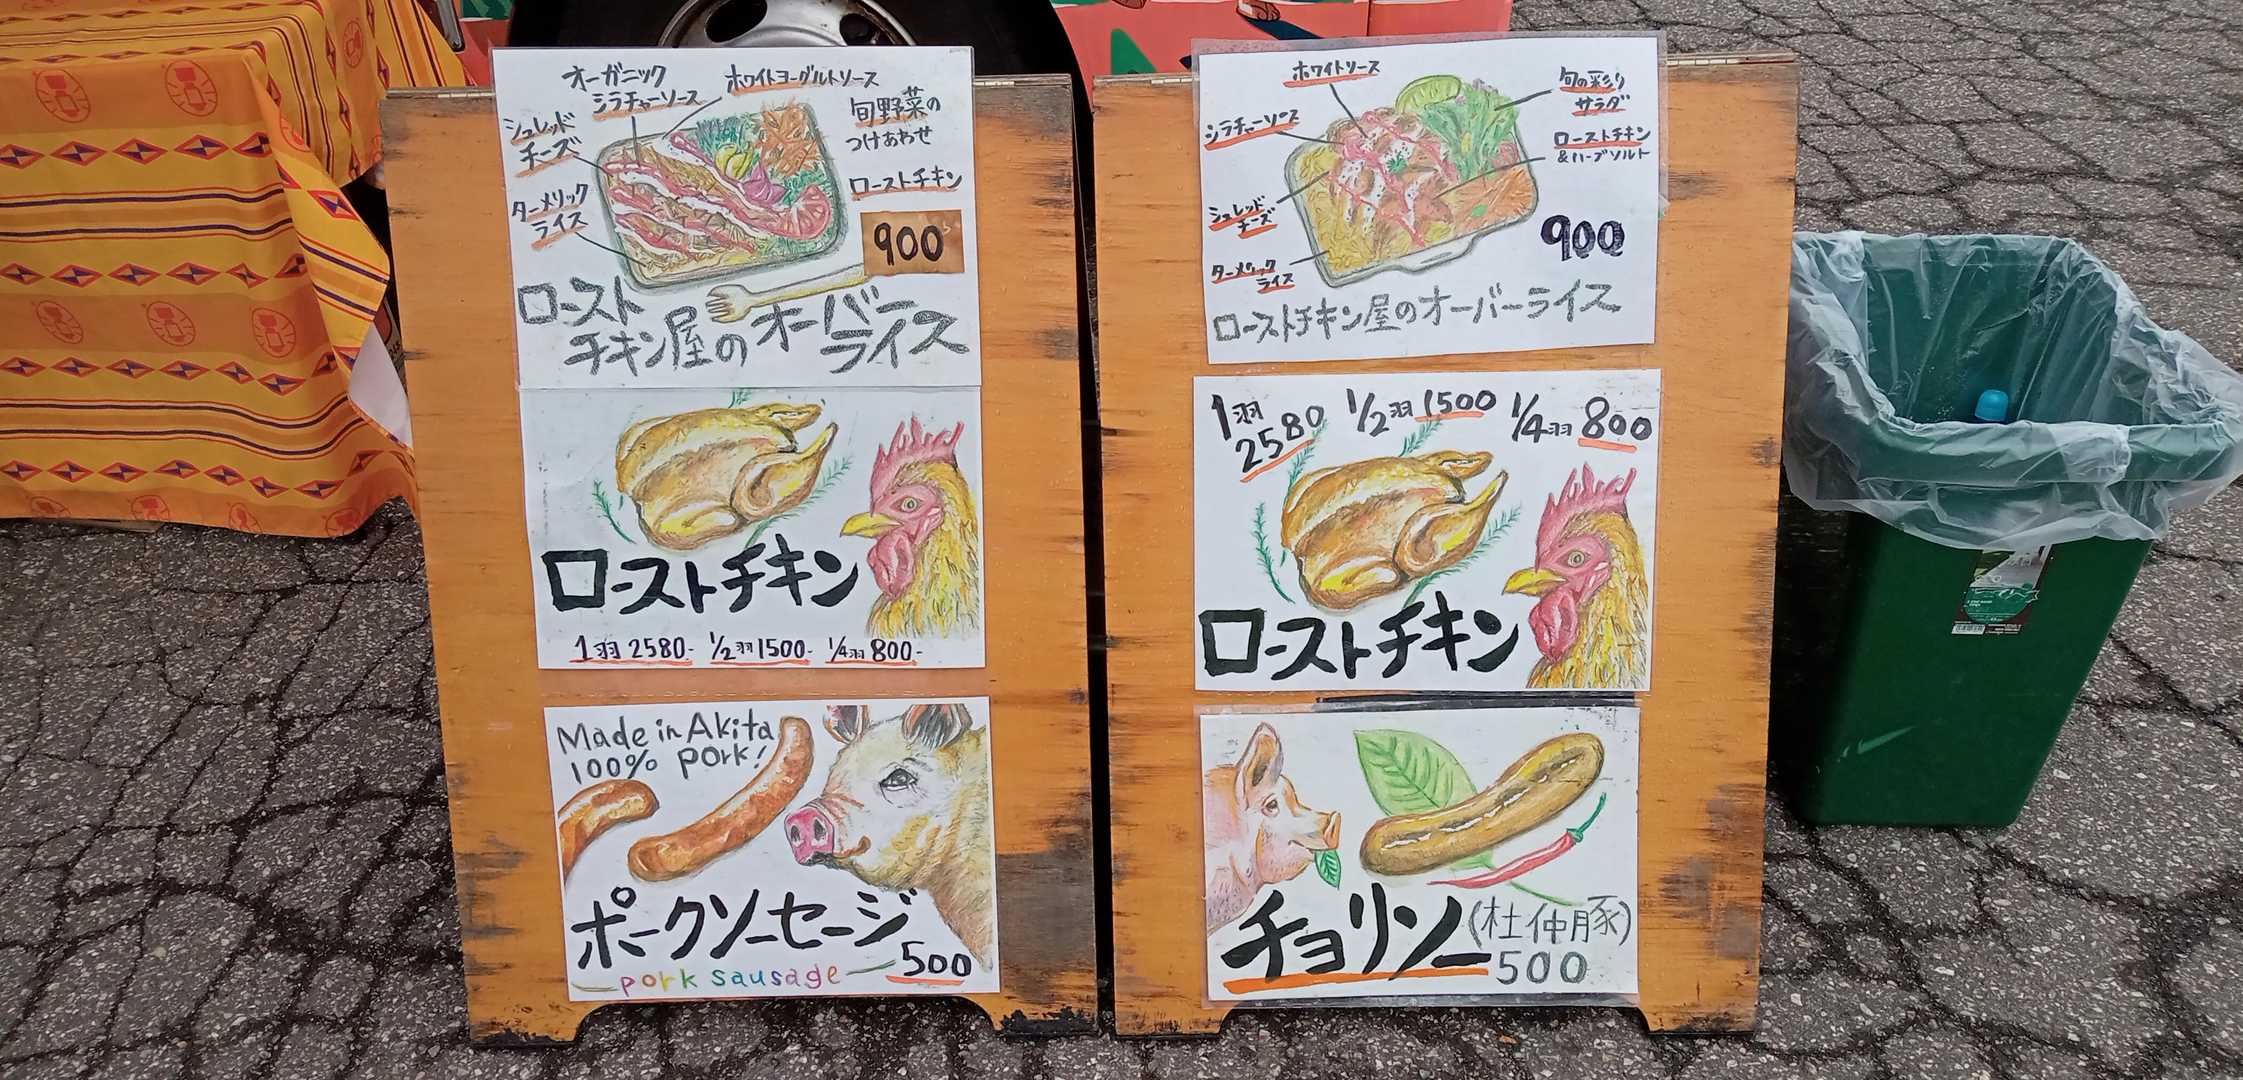 オーガニック
シラチャーソース
ホワイトヨーグルトソース
シュレッド
チーズ
旬野菜の
つけあわせ
ターメリック
ライス
ローストチキン
900
ロースト
チキン屋のオーバー
ライス
ローストチキン
1羽 2580- 1/2羽 1500- 1/4羽 800-
Made in Akita
100% pork!
ポークソーセージ
pork sausage 500
ホワイトソース
旬の彩り
サラダ
シラチャーソース
ローストチキン
&ハーブソルト
シュレッド
チーズ
900
ターメリック
ライス
ローストチキン屋のオーバーライス
1羽 1/2羽 1500 1/4羽 800
2580
ローストチキン
チョリソー(杜仲豚)
500